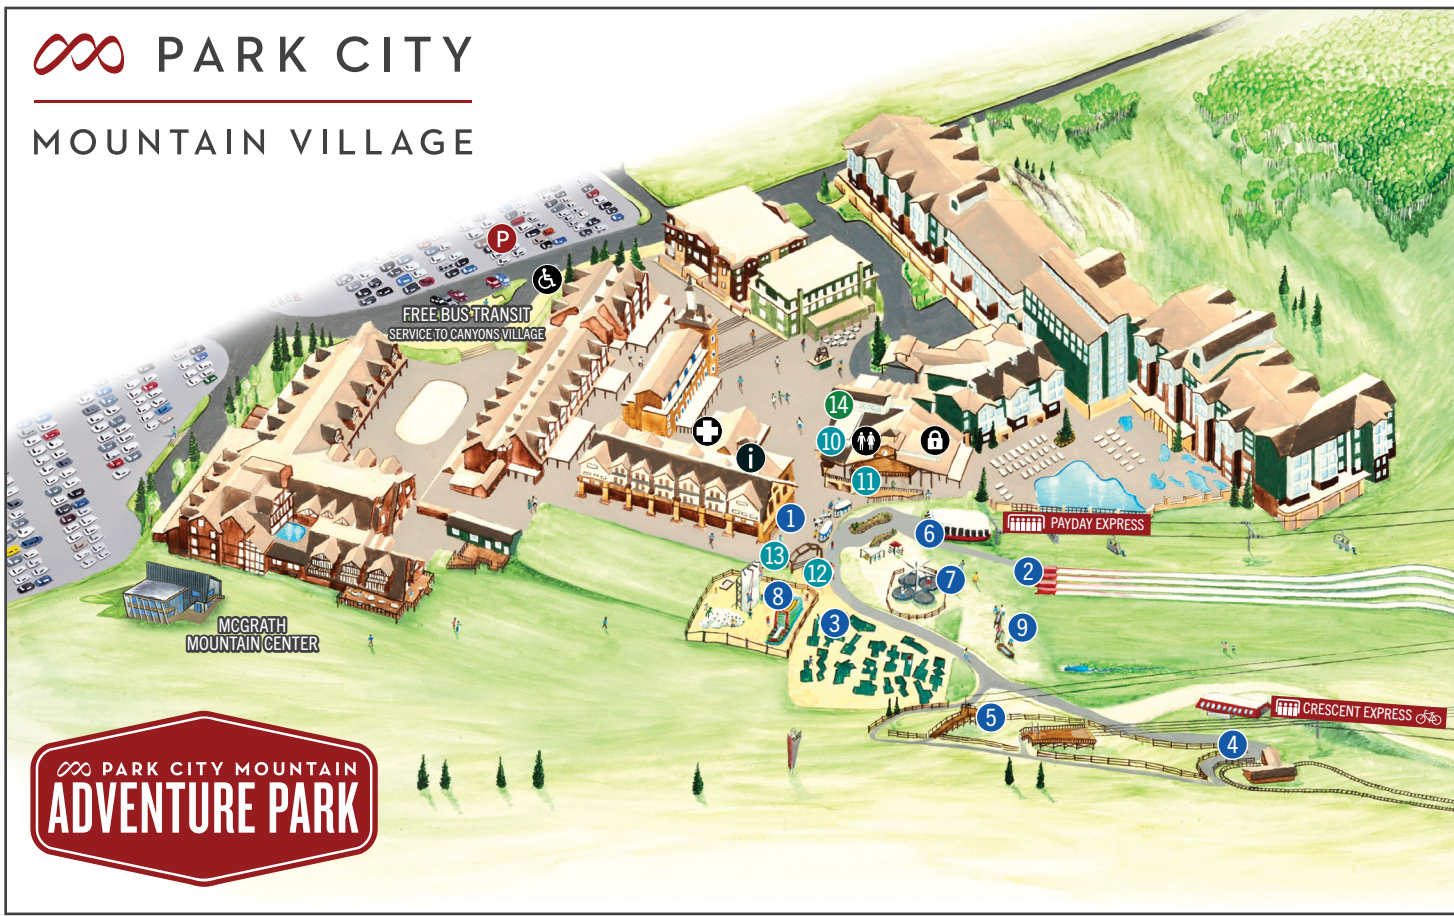 PARK CITY
MOUNTAIN VILLAGE
P
FREE BUS TRANSIT
SERVICE TO CANYONS VILLAGE
14
10
i
11
1
6
PAYDAY EXPRESS
13
12
2
7
8
3
9
MCGRATH
MOUNTAIN CENTER
5
CRESCENT EXPRESS
4
PARK CITY MOUNTAIN
ADVENTURE PARK